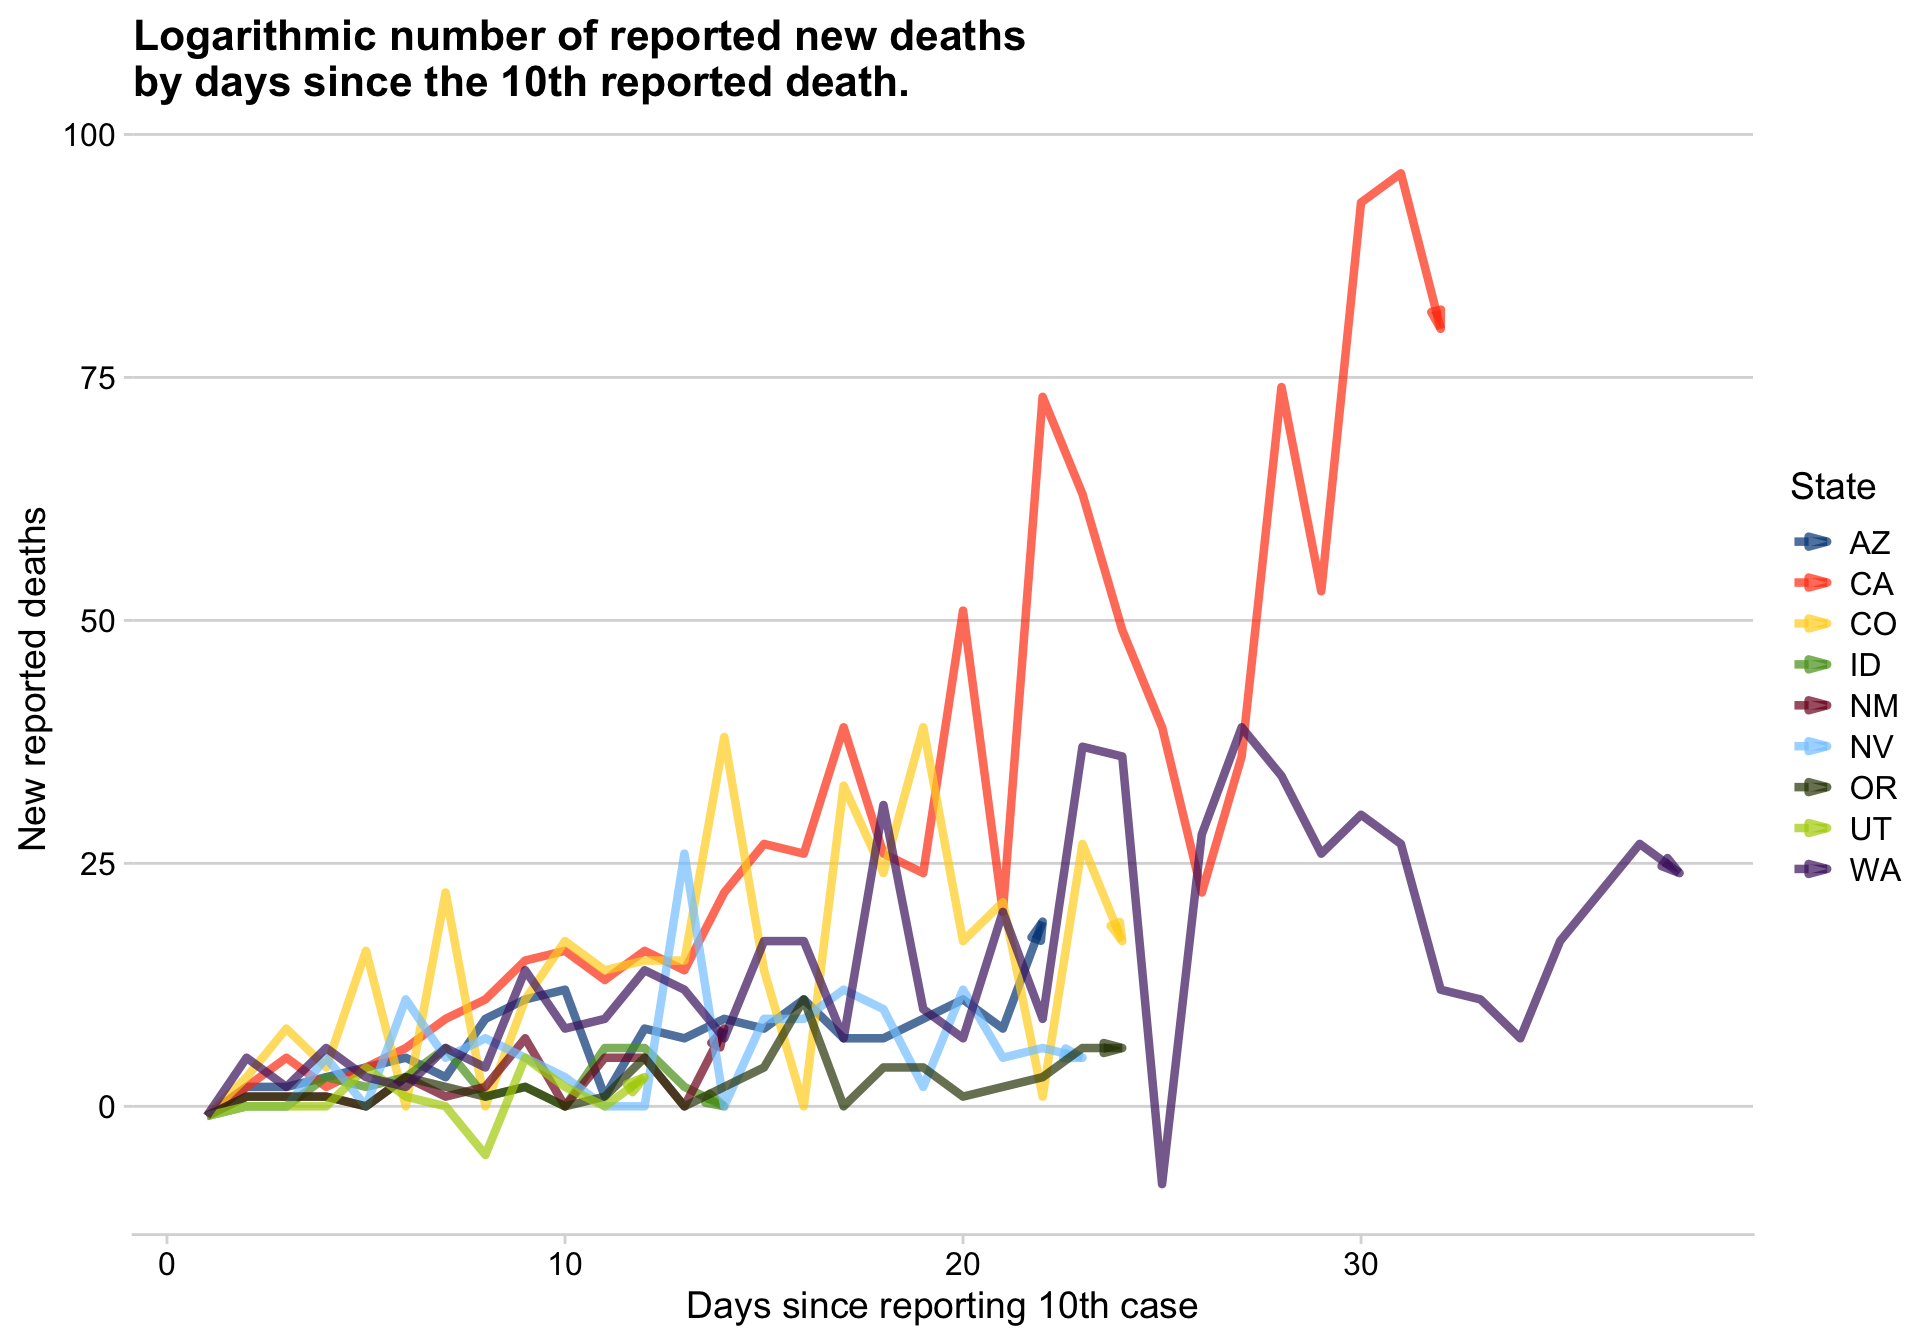 Logarithmic number of reported new deaths
by days since the 10th reported death.
100
75
50
25
0
New reported deaths
0
10
20
30
Days since reporting 10th case
State
AZ
CA
CO
ID
NM
NV
OR
UT
WA